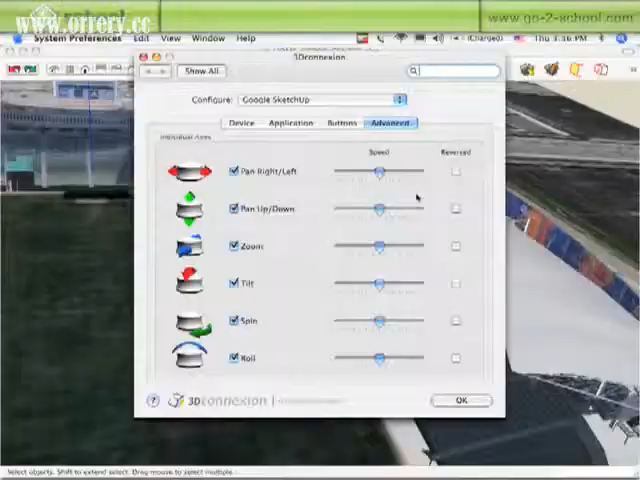 www.orrery.cc
www.go-2-school.com
System Preferences Edit View Window Help
(Charged) Thu 3:36 PM
3Dconnexion
Show All
Configure: Google SketchUp
Device Application Buttons Advanced
Individual Axes
Speed Reversed
Pan Right/Left
Pan Up/Down
Zoom
Tilt
Spin
Roll
? 3Dconnexion OK
Select objects. Shift to extend select. Drag mouse to select multiple.